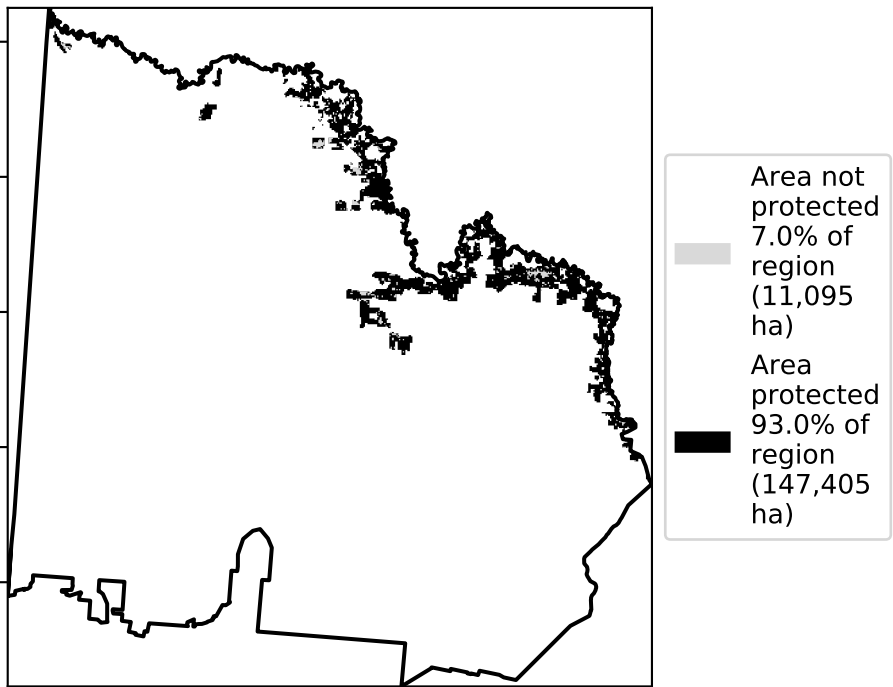 Area not
protected
7.0% of
region
(11,095
ha)
Area
protected
93.0% of
region
(147,405
ha)